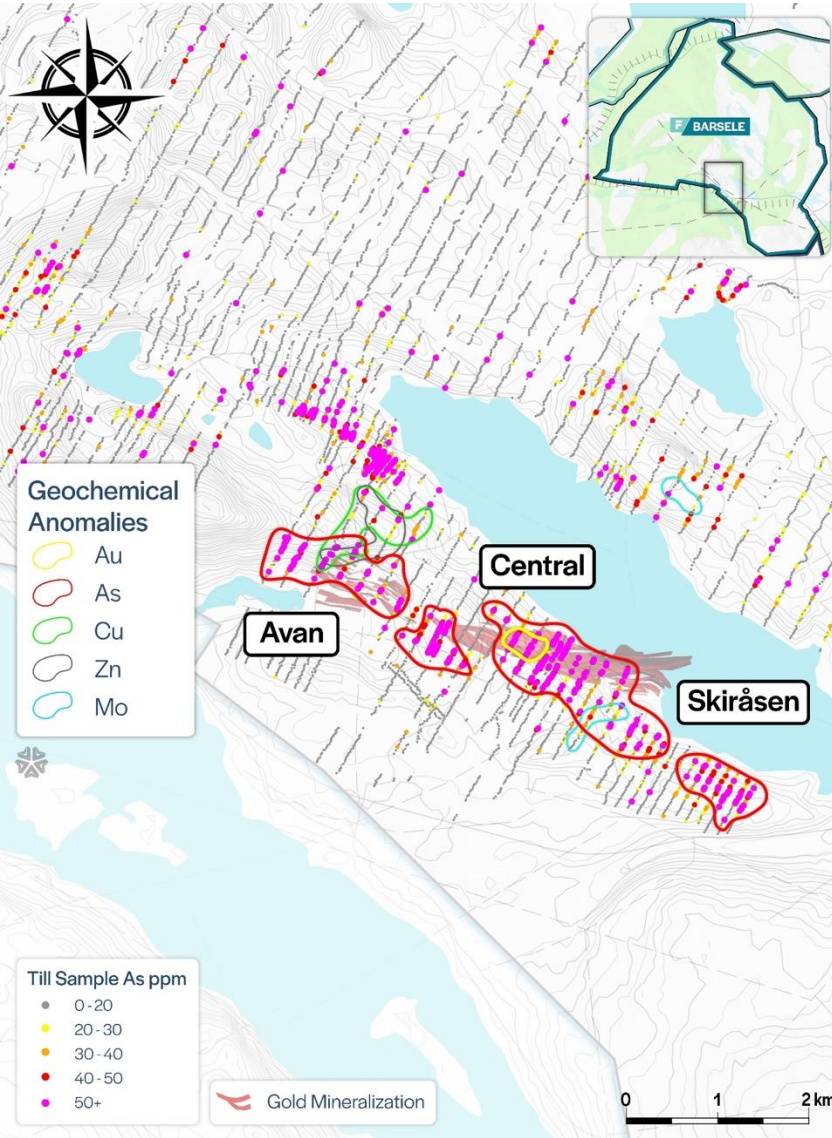 BARSELE
Geochemical
Anomalies
Au
As
Cu
Zn
Mo
Central
Avan
Skiråsen
Till Sample As ppm
0-20
20-30
30-40
40-50
50+
Gold Mineralization
0 1 2 km